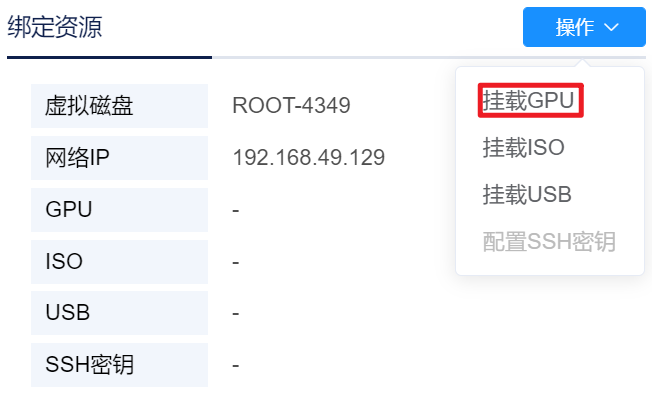 绑定资源
操作
虚拟磁盘 ROOT-4349
网络IP 192.168.49.129
GPU -
ISO -
USB -
SSH密钥 -
挂载GPU
挂载ISO
挂载USB
配置SSH密钥